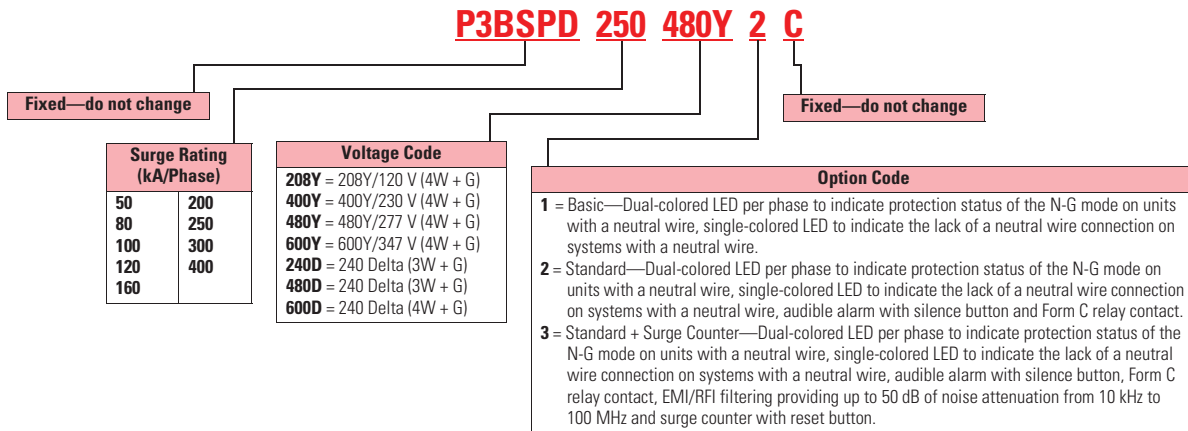 P3BSPD 250 480Y 2 C
Fixed—do not change
Fixed—do not change
Surge Rating
(kA/Phase)
50 200
80 250
100 300
120 400
160
Voltage Code
208Y = 208Y/120 V (4W + G)
400Y = 400Y/230 V (4W + G)
480Y = 480Y/277 V (4W + G)
600Y = 600Y/347 V (4W + G)
240D = 240 Delta (3W + G)
480D = 240 Delta (3W + G)
600D = 240 Delta (4W + G)
Option Code
1 = Basic—Dual-colored LED per phase to indicate protection status of the N-G mode on units
with a neutral wire, single-colored LED to indicate the lack of a neutral wire connection on
systems with a neutral wire.
2 = Standard—Dual-colored LED per phase to indicate protection status of the N-G mode on
units with a neutral wire, single-colored LED to indicate the lack of a neutral wire connection
on systems with a neutral wire, audible alarm with silence button and Form C relay contact.
3 = Standard + Surge Counter—Dual-colored LED per phase to indicate protection status of the
N-G mode on units with a neutral wire, single-colored LED to indicate the lack of a neutral
wire connection on systems with a neutral wire, audible alarm with silence button, Form C
relay contact, EMI/RFI filtering providing up to 50 dB of noise attenuation from 10 kHz to
100 MHz and surge counter with reset button.